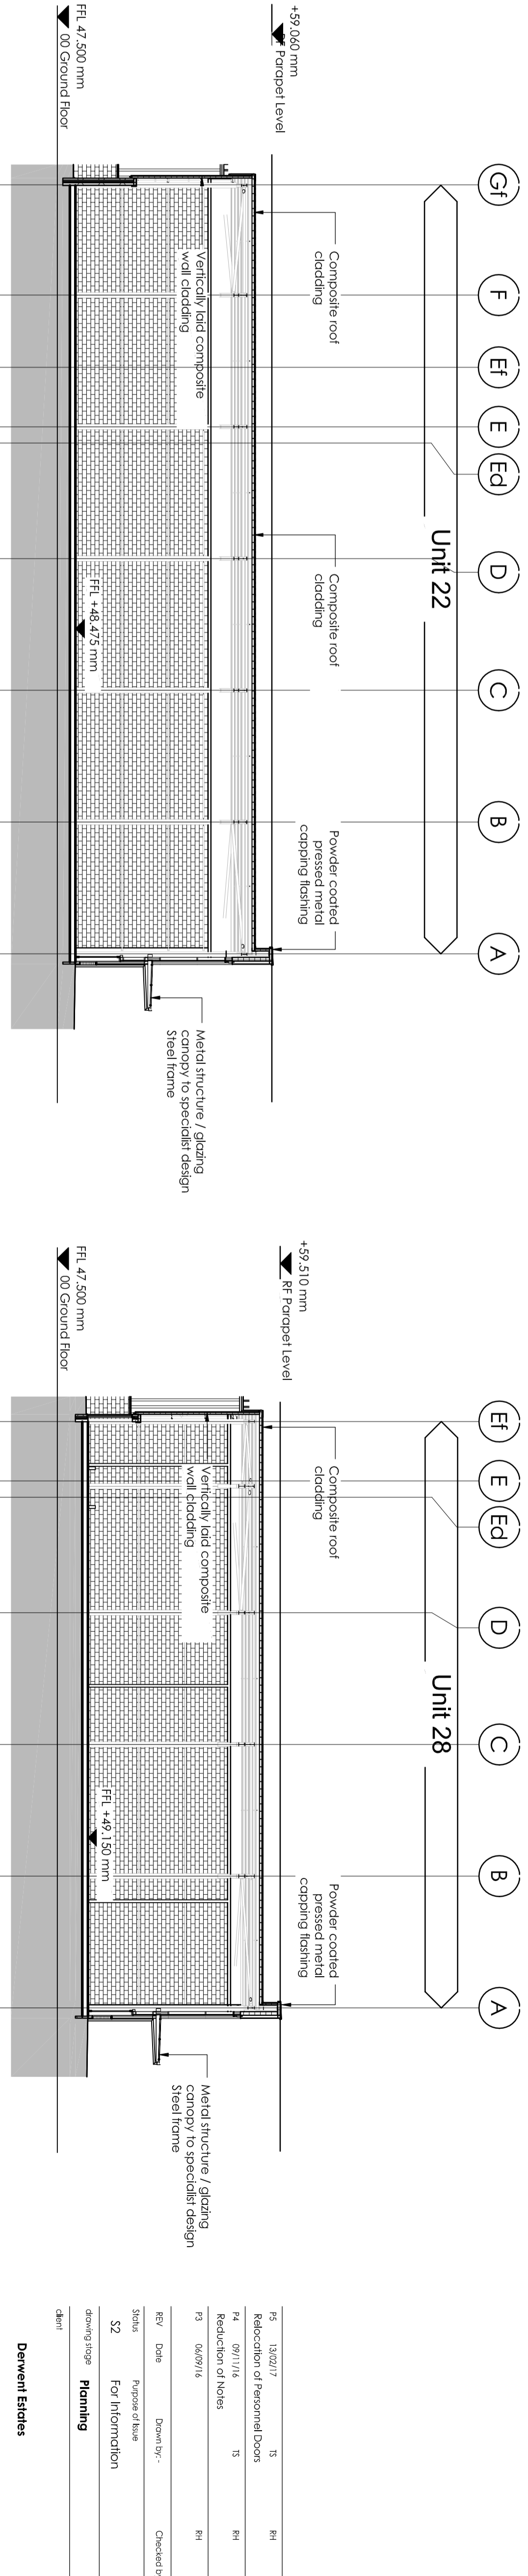 Gf
F
Ef
E
Ed
D
C
B
A
Unit 22
+59.060 mm
RF Parapet Level
Composite roof
cladding
Composite roof
cladding
Powder coated
pressed metal
capping flashing
Vertically laid composite
wall cladding
FFL +48.475 mm
Metal structure / glazing
canopy to specialist design
Steel frame
FFL 47.500 mm
00 Ground Floor
Ef
E
Ed
D
C
B
A
Unit 28
+59.510 mm
RF Parapet Level
Composite roof
cladding
Powder coated
pressed metal
capping flashing
Vertically laid composite
wall cladding
FFL +49.150 mm
Metal structure / glazing
canopy to specialist design
Steel frame
FFL 47.500 mm
00 Ground Floor
P5 13/02/17 TS RH
Relocation of Personnel Doors
P4 09/11/16 TS RH
Reduction of Notes
P3 06/09/16 RH
REV Date Drawn by:- Checked b
Status Purpose of Issue
S2 For Information
drawing stage Planning
client
Derwent Estates